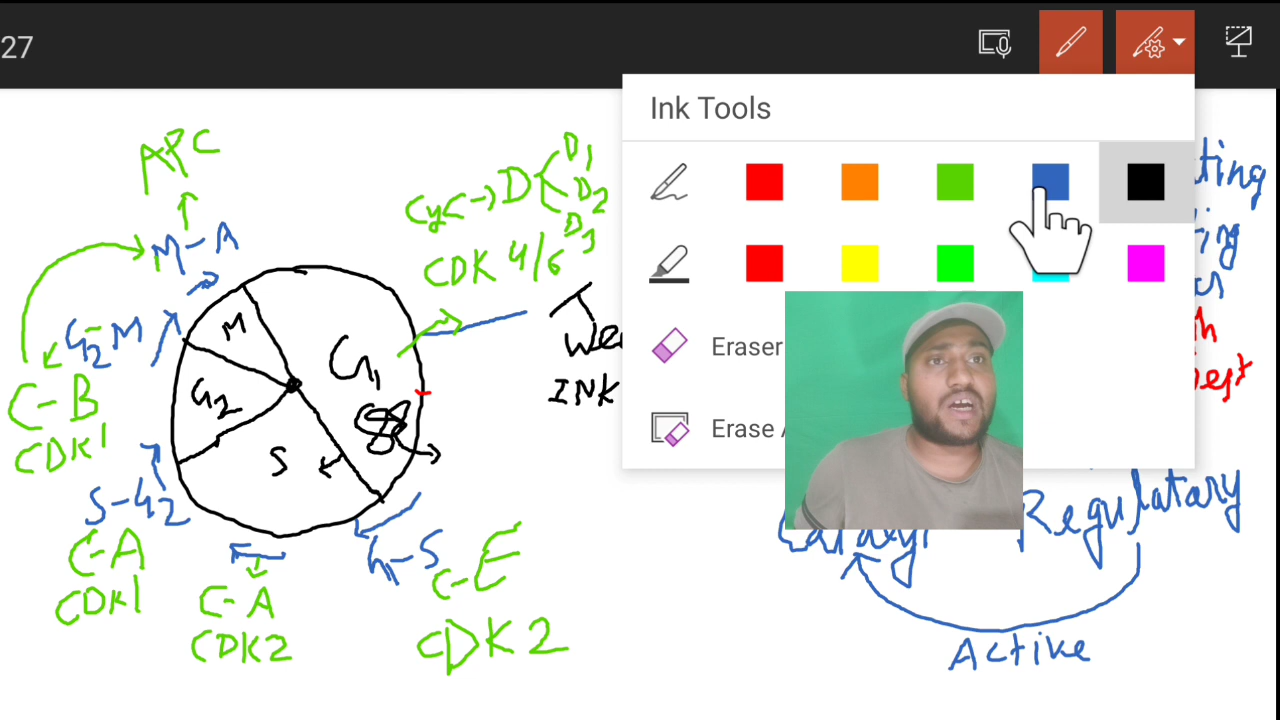 27
Ink Tools
Eraser
Erase
APC
M-A
G2-M
C-B
CDK1
S-G2
C-A
CDK1
C-A
CDK2
G1-S
C-E
CDK2
M
G1
G2
S
Cyc→D
D1
D2
D3
CDK 4/6
INK
Regulatary
Active